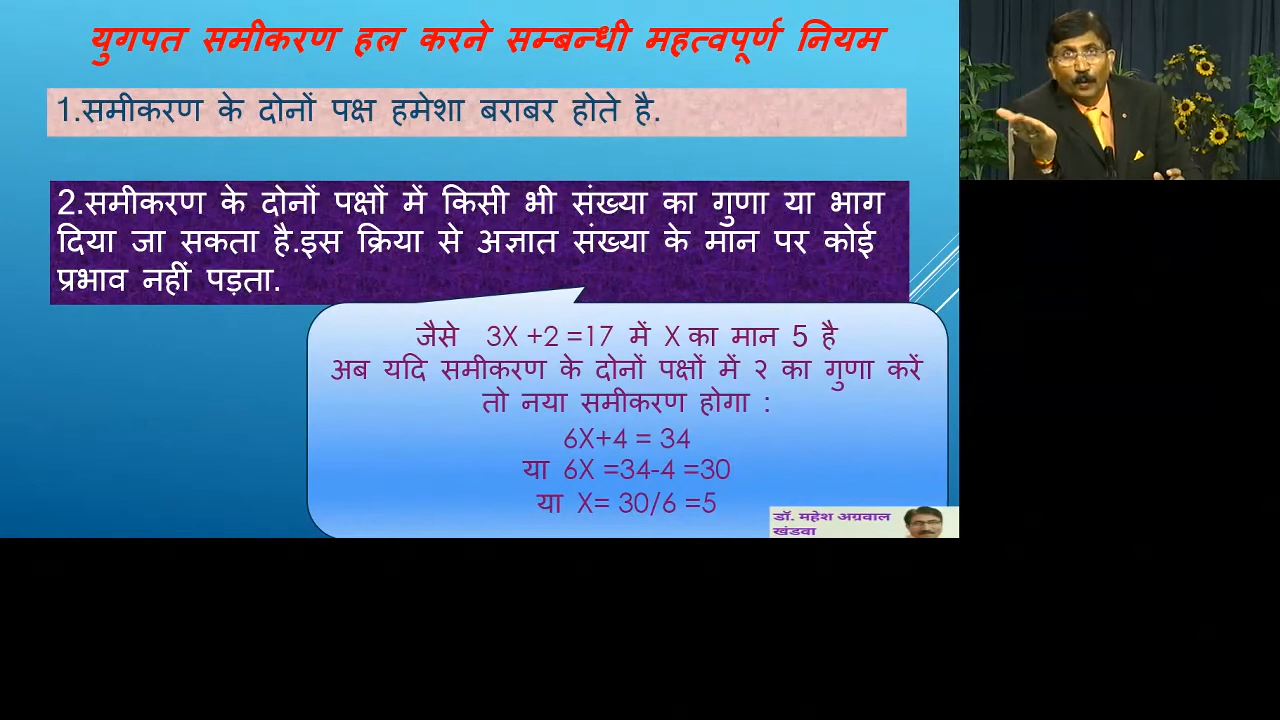 युगपत समीकरण हल करने सम्बन्धी महत्वपूर्ण नियम
1.समीकरण के दोनों पक्ष हमेशा बराबर होते है.
2.समीकरण के दोनों पक्षों में किसी भी संख्या का गुणा या भाग
दिया जा सकता है.इस क्रिया से अज्ञात संख्या के मान पर कोई
प्रभाव नहीं पड़ता.
जैसे 3X +2 =17 में X का मान 5 है
अब यदि समीकरण के दोनों पक्षों में २ का गुणा करें
तो नया समीकरण होगा :
6X+4 = 34
या 6X =34-4 =30
या X= 30/6 =5
डॉ. महेश अग्रवाल
खंडवा